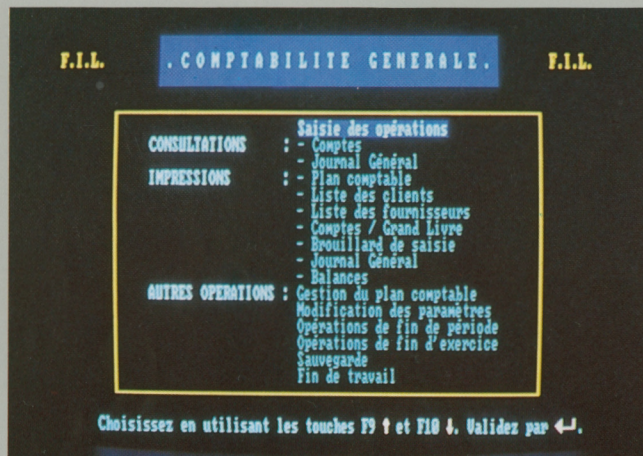 F.I.L. .COMPTABILITE GENERALE. F.I.L.
Saisie des opérations
CONSULTATIONS : - Comptes
- Journal Général
IMPRESSIONS : - Plan comptable
- Liste des clients
- Liste des fournisseurs
- Comptes / Grand Livre
- Brouillard de saisie
- Journal Général
- Balances
AUTRES OPERATIONS : Gestion du plan comptable
Modification des paramètres
Opérations de fin de période
Opérations de fin d'exercice
Sauvegarde
Fin de travail
Choisissez en utilisant les touches F9 ↑ et F10 ↓. Validez par ↵.